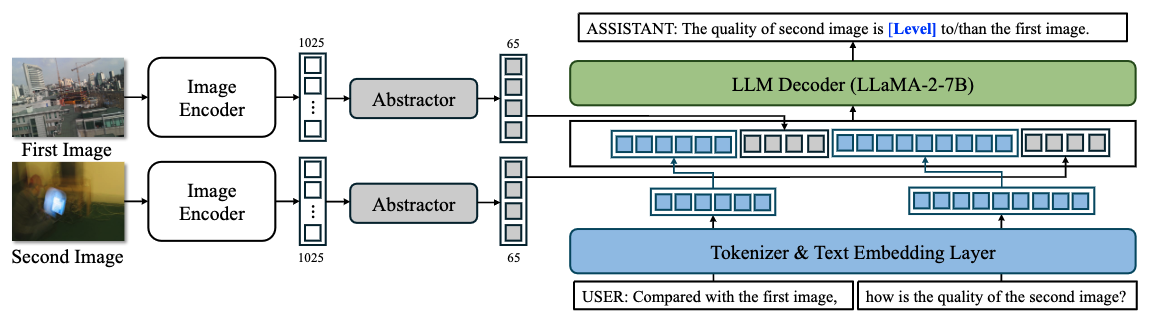 ASSISTANT: The quality of second image is [Level] to/than the first image.
1025
65
Image
Encoder
Abstractor
LLM Decoder (LLaMA-2-7B)
First Image
Image
Encoder
Abstractor
Second Image
1025
65
Tokenizer & Text Embedding Layer
USER: Compared with the first image,
how is the quality of the second image?